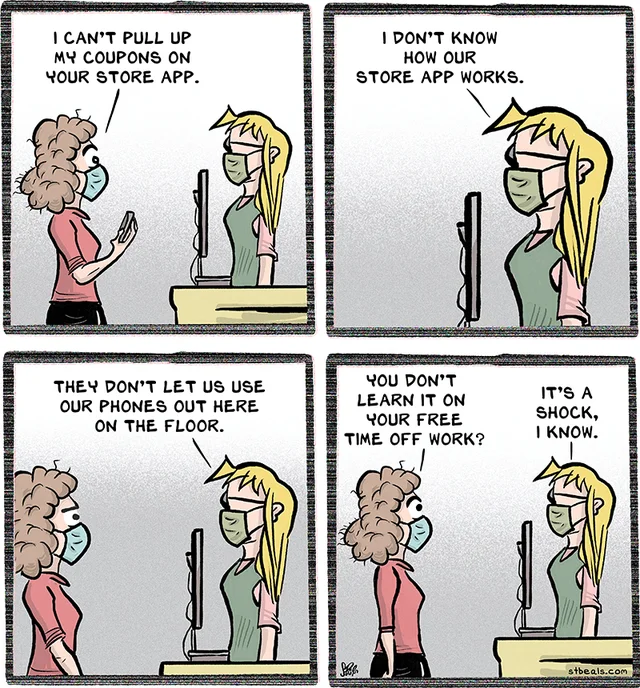 I CAN'T PULL UP
MY COUPONS ON
YOUR STORE APP.
I DON'T KNOW
HOW OUR
STORE APP WORKS.
THEY DON'T LET US USE
OUR PHONES OUT HERE
ON THE FLOOR.
YOU DON'T
LEARN IT ON
YOUR FREE
TIME OFF WORK?
IT'S A
SHOCK,
I KNOW.
stbeals.com